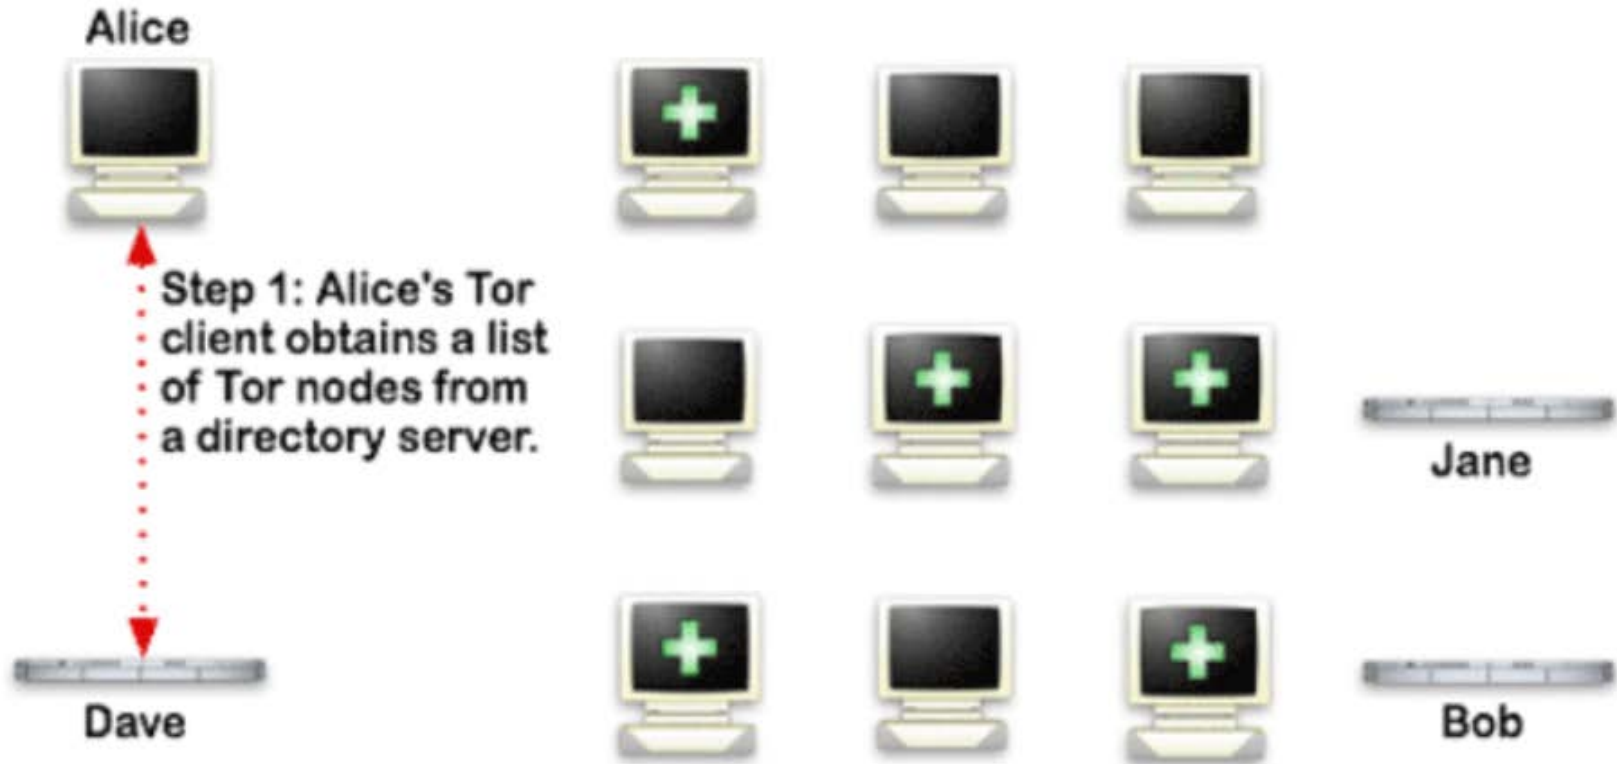 Alice
Step 1: Alice's Tor
client obtains a list
of Tor nodes from
a directory server.
Jane
Dave
Bob